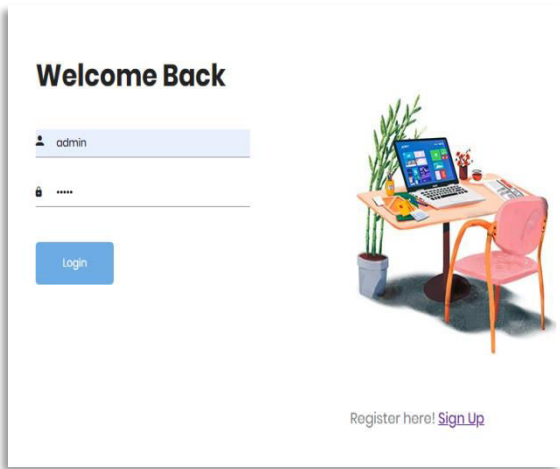 Welcome Back
admin
•••••
Login
Register here! Sign Up